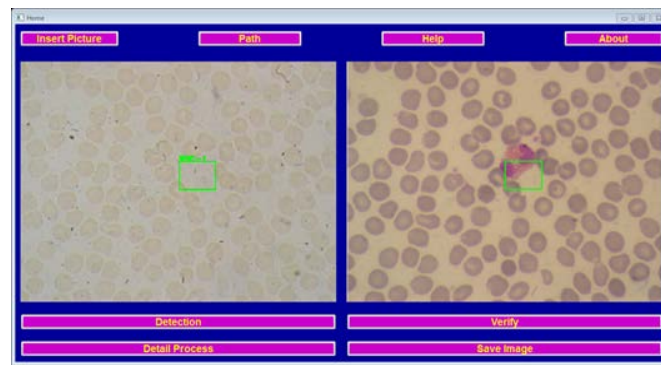 Home
Insert Picture
Path
Help
About
Detection
Verify
Detail Process
Save Image